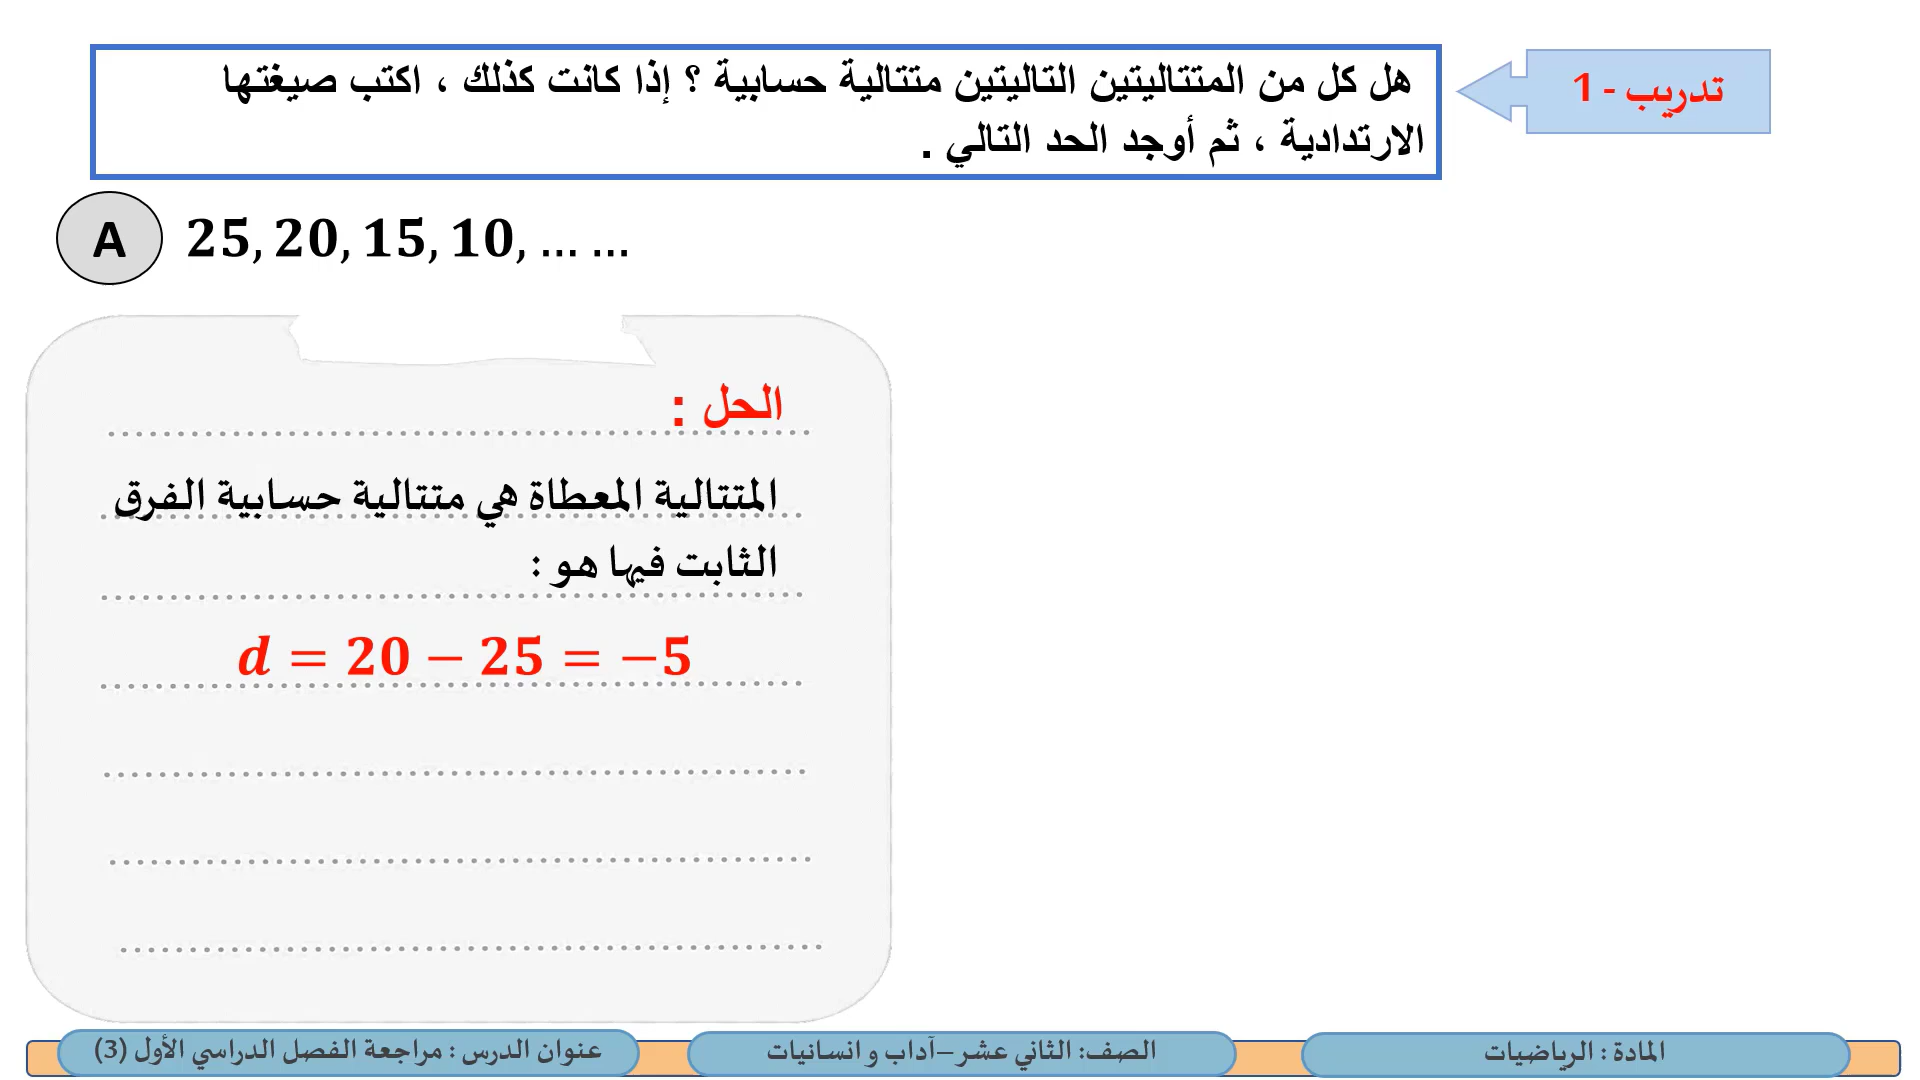 تدريب - 1
هل كل من المتتاليتين التاليتين متتالية حسابية ؟ إذا كانت كذلك ، اكتب صيغتها
الارتدادية ، ثم أوجد الحد التالي .
A 25, 20, 15, 10, … …
الحل :
المتتالية المعطاة هي متتالية حسابية الفرق
الثابت فيها هو :
d = 20 − 25 = −5
المادة : الرياضيات
الصف: الثاني عشر –آداب و انسانيات
عنوان الدرس : مراجعة الفصل الدراسي الأول (3)